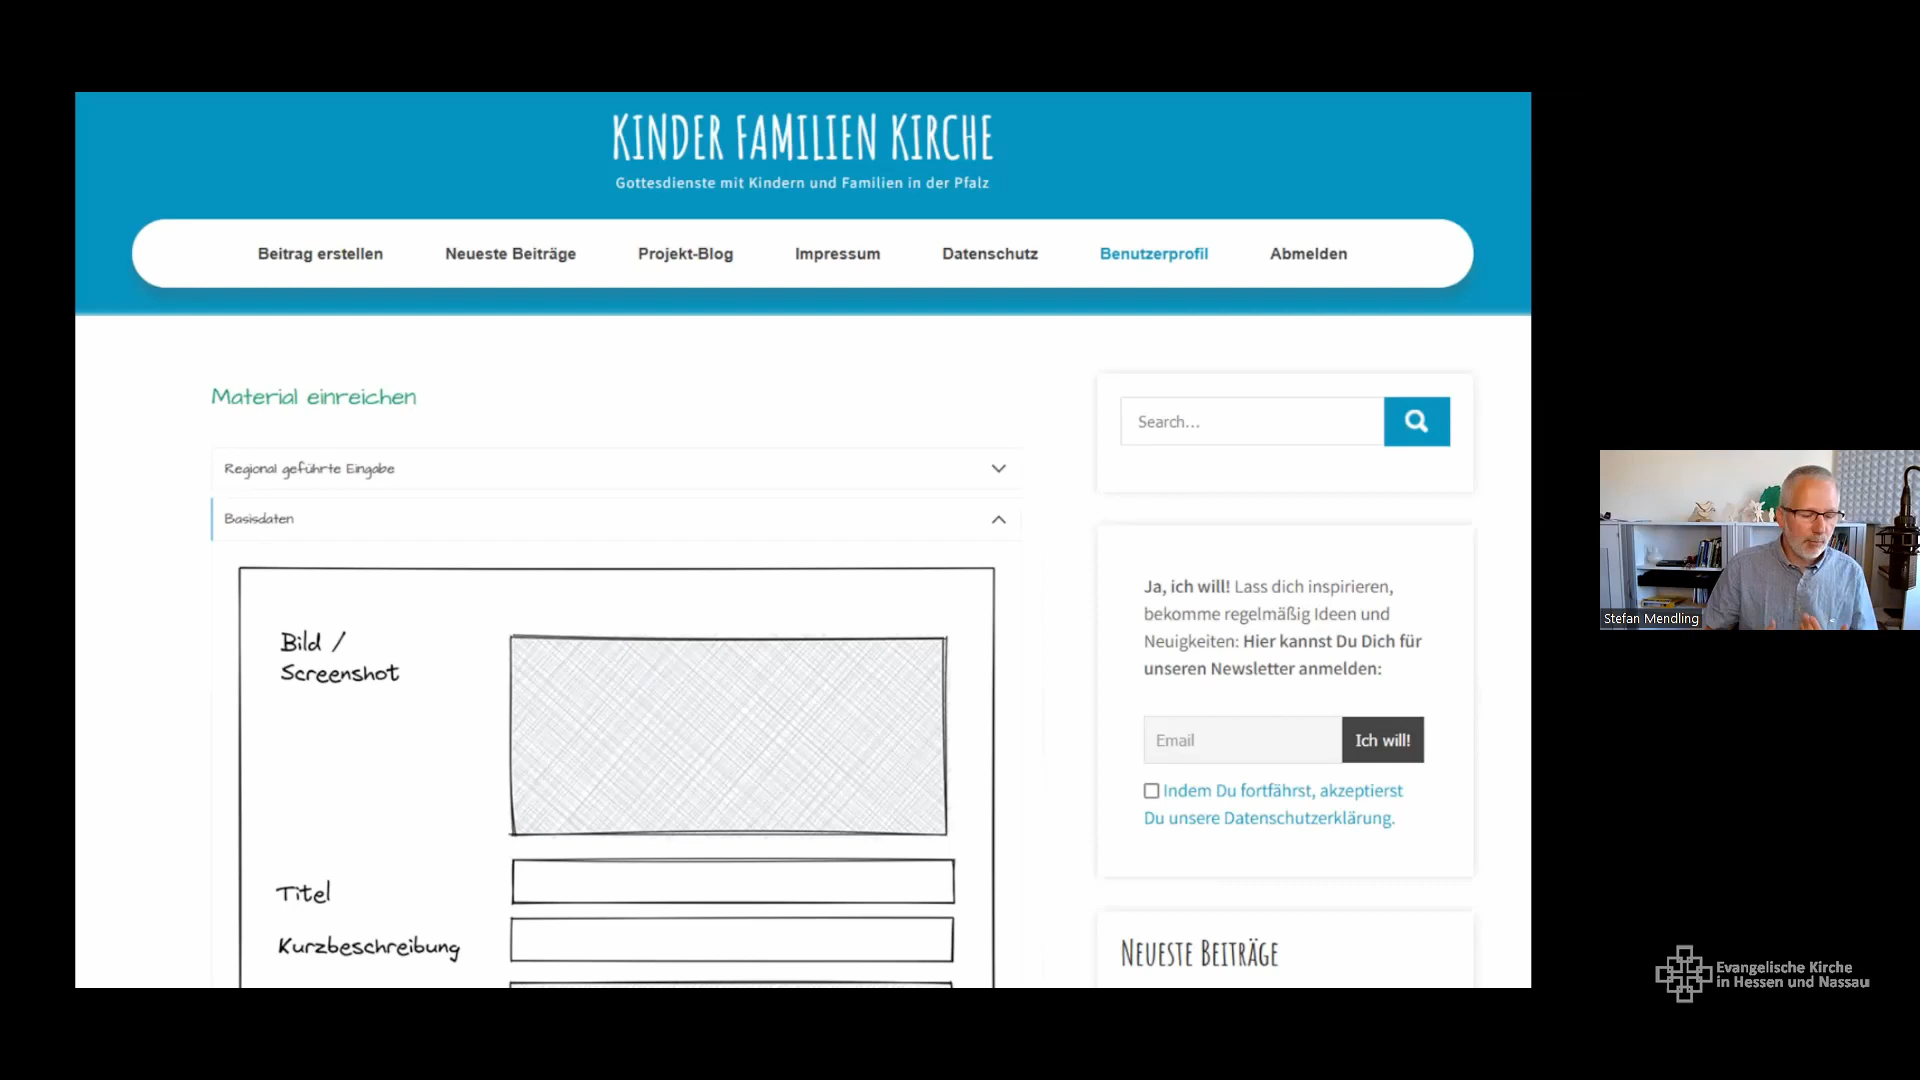 KINDER FAMILIEN KIRCHE
Gottesdienste mit Kindern und Familien in der Pfalz
Beitrag erstellen
Neueste Beiträge
Projekt-Blog
Impressum
Datenschutz
Benutzerprofil
Abmelden
Material einreichen
Regional geführte Eingabe
Basisdaten
Bild /
Screenshot
Titel
Kurzbeschreibung
Search...
Ja, ich will! Lass dich inspirieren,
bekomme regelmäßig Ideen und
Neuigkeiten: Hier kannst Du Dich für
unseren Newsletter anmelden:
Email
Ich will!
Indem Du fortfährst, akzeptierst
Du unsere Datenschutzerklärung.
NEUESTE BEITRÄGE
Stefan Mendling
Evangelische Kirche
in Hessen und Nassau